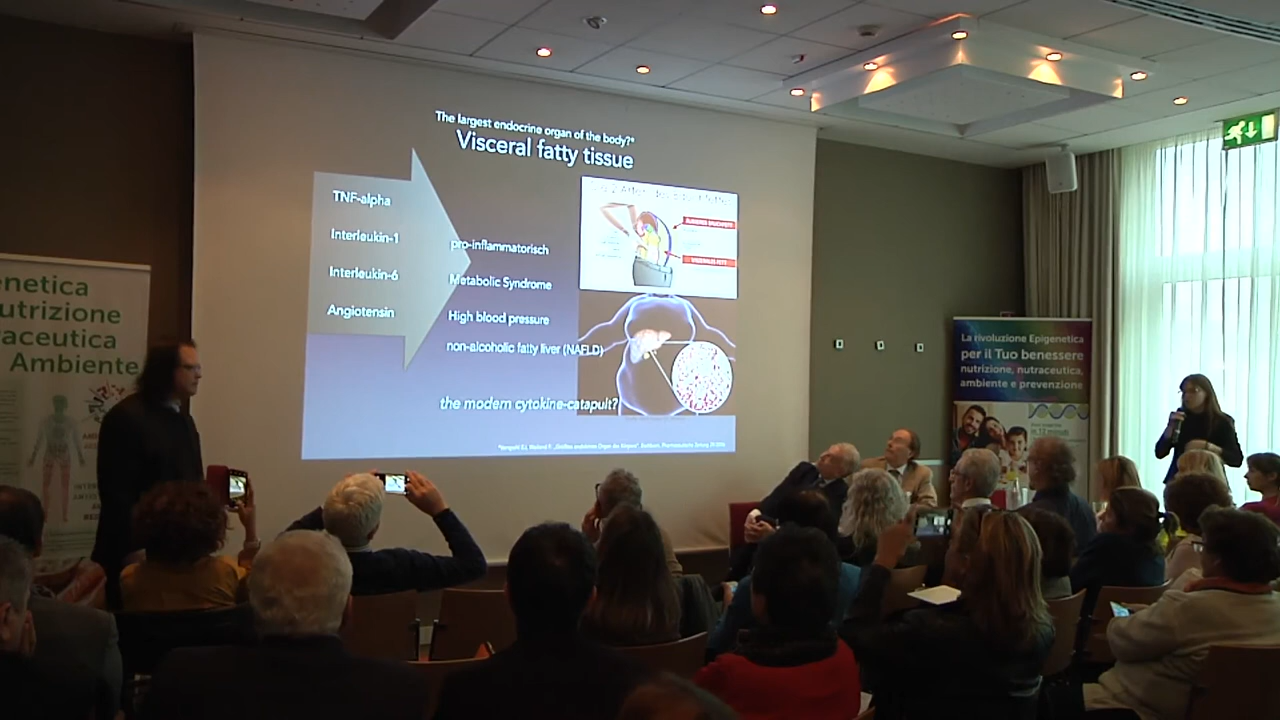 The largest endocrine organ of the body?*
Visceral fatty tissue
TNF-alpha
Interleukin-1
Interleukin-6
Angiotensin
pro-inflammatorisch
Metabolic Syndrome
High blood pressure
non-alcoholic fatty liver (NAFLD)
the modern cytokine-catapult?
enetica
utrizione
raceutica
Ambiente
La rivoluzione Epigenetica
per il Tuo benessere
nutrizione, nutraceutica,
ambiente e prevenzione